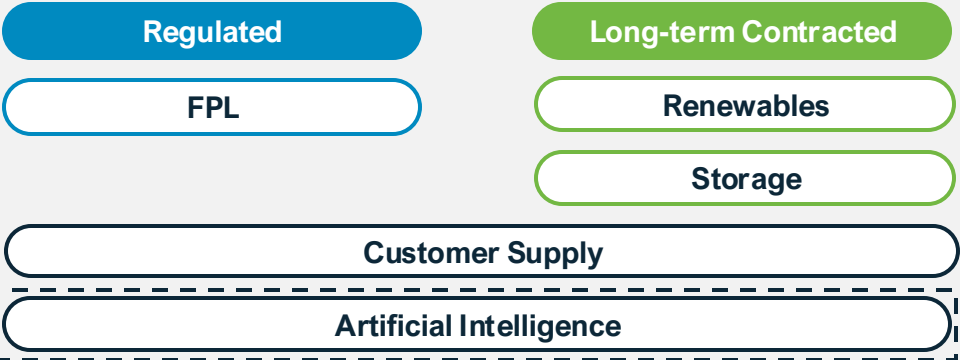 Regulated
Long-term Contracted
FPL
Renewables
Storage
Customer Supply
Artificial Intelligence